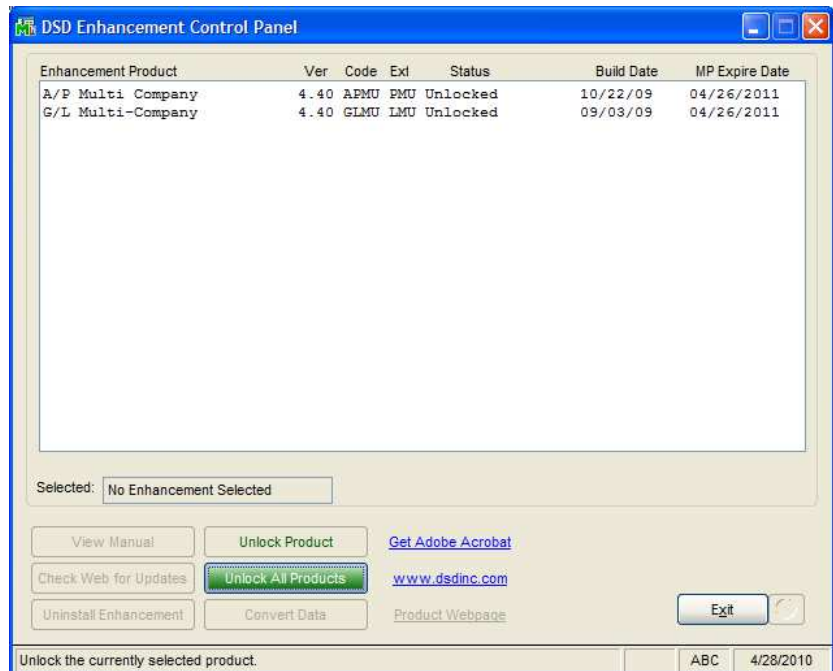 DSD Enhancement Control Panel
Enhancement Product Ver Code Ext Status Build Date MP Expire Date
A/P Multi Company 4.40 APMU PMU Unlocked 10/22/09 04/26/2011
G/L Multi-Company 4.40 GLMU LMU Unlocked 09/03/09 04/26/2011
Selected: No Enhancement Selected
View Manual Unlock Product Get Adobe Acrobat
Check Web for Updates Unlock All Products www.dsdinc.com
Uninstall Enhancement Convert Data Product Webpage Exit
Unlock the currently selected product. ABC 4/28/2010